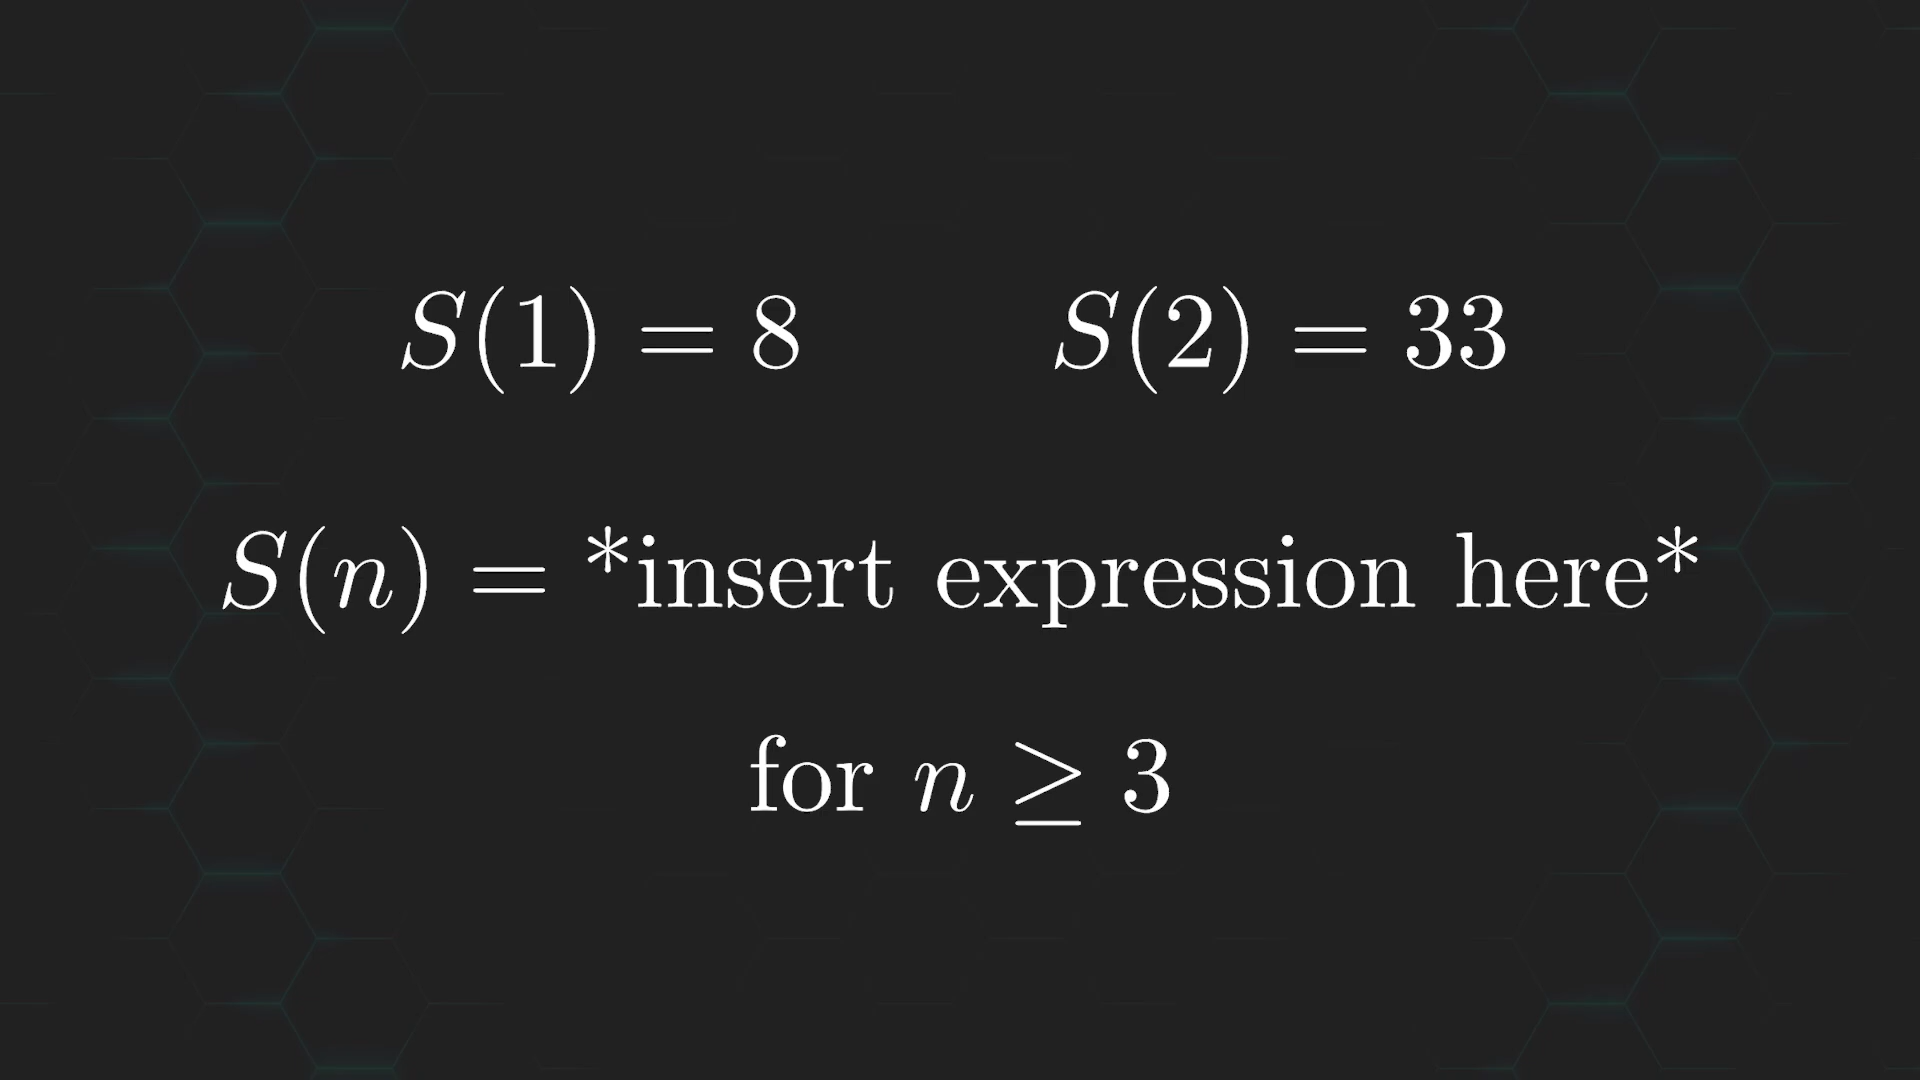 S(1) = 8 S(2) = 33
S(n) = *insert expression here*
for n ≥ 3